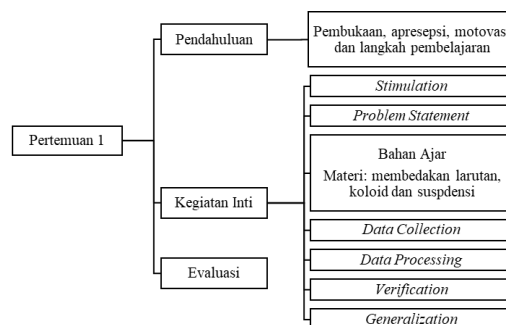 Pendahuluan
Pembukaan, apresepsi, motovas
dan langkah pembelajaran
Pertemuan 1
Kegiatan Inti
Stimulation
Problem Statement
Bahan Ajar
Materi: membedakan larutan,
koloid dan suspdensi
Data Collection
Data Processing
Verification
Generalization
Evaluasi